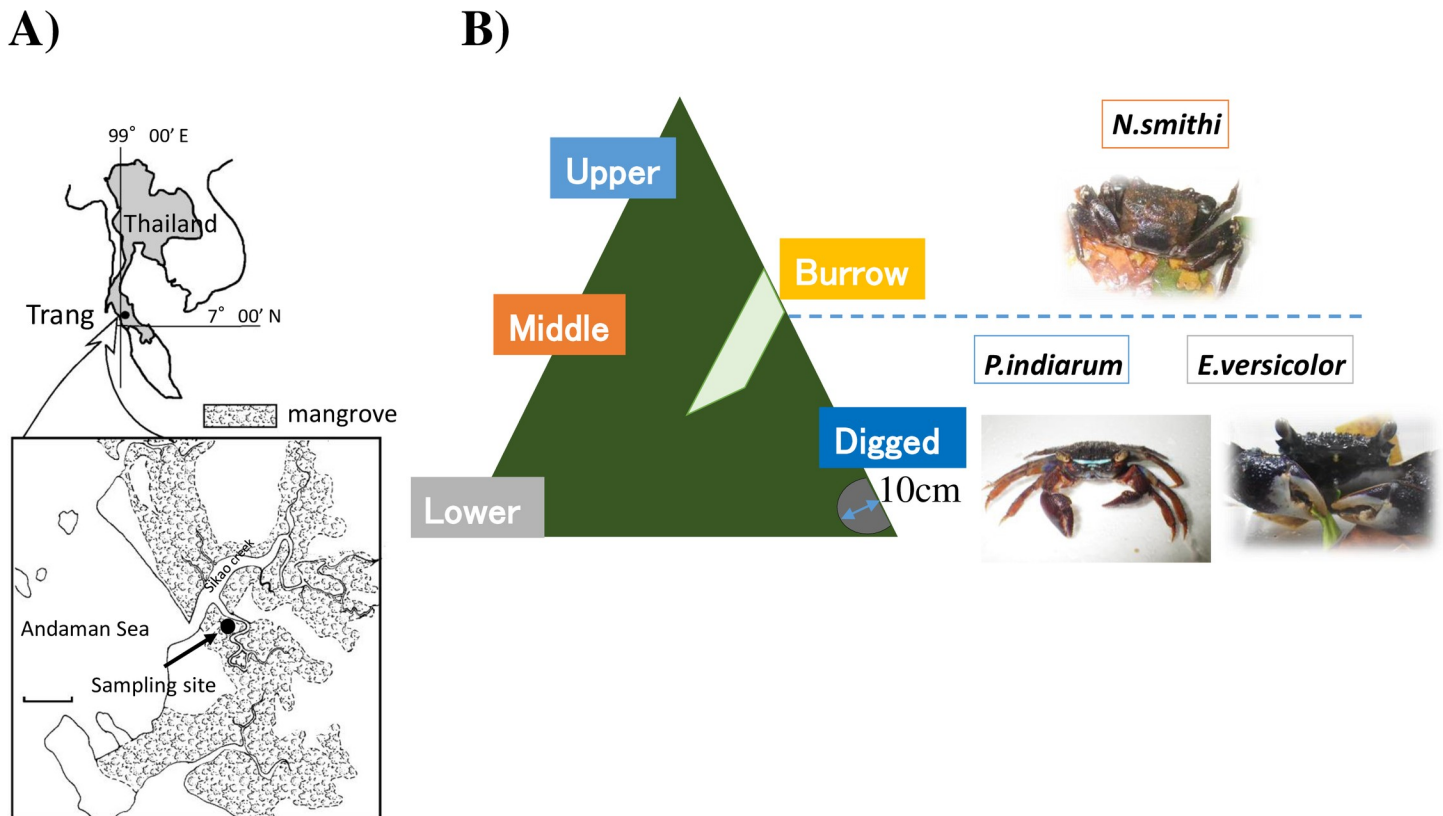 A)
99° 00' E
Thailand
Trang
7° 00' N
mangrove
Sikao creek
Andaman Sea
Sampling site
B)
Upper
Middle
Lower
Burrow
Digged
10cm
N.smithi
P.indiarum
E.versicolor